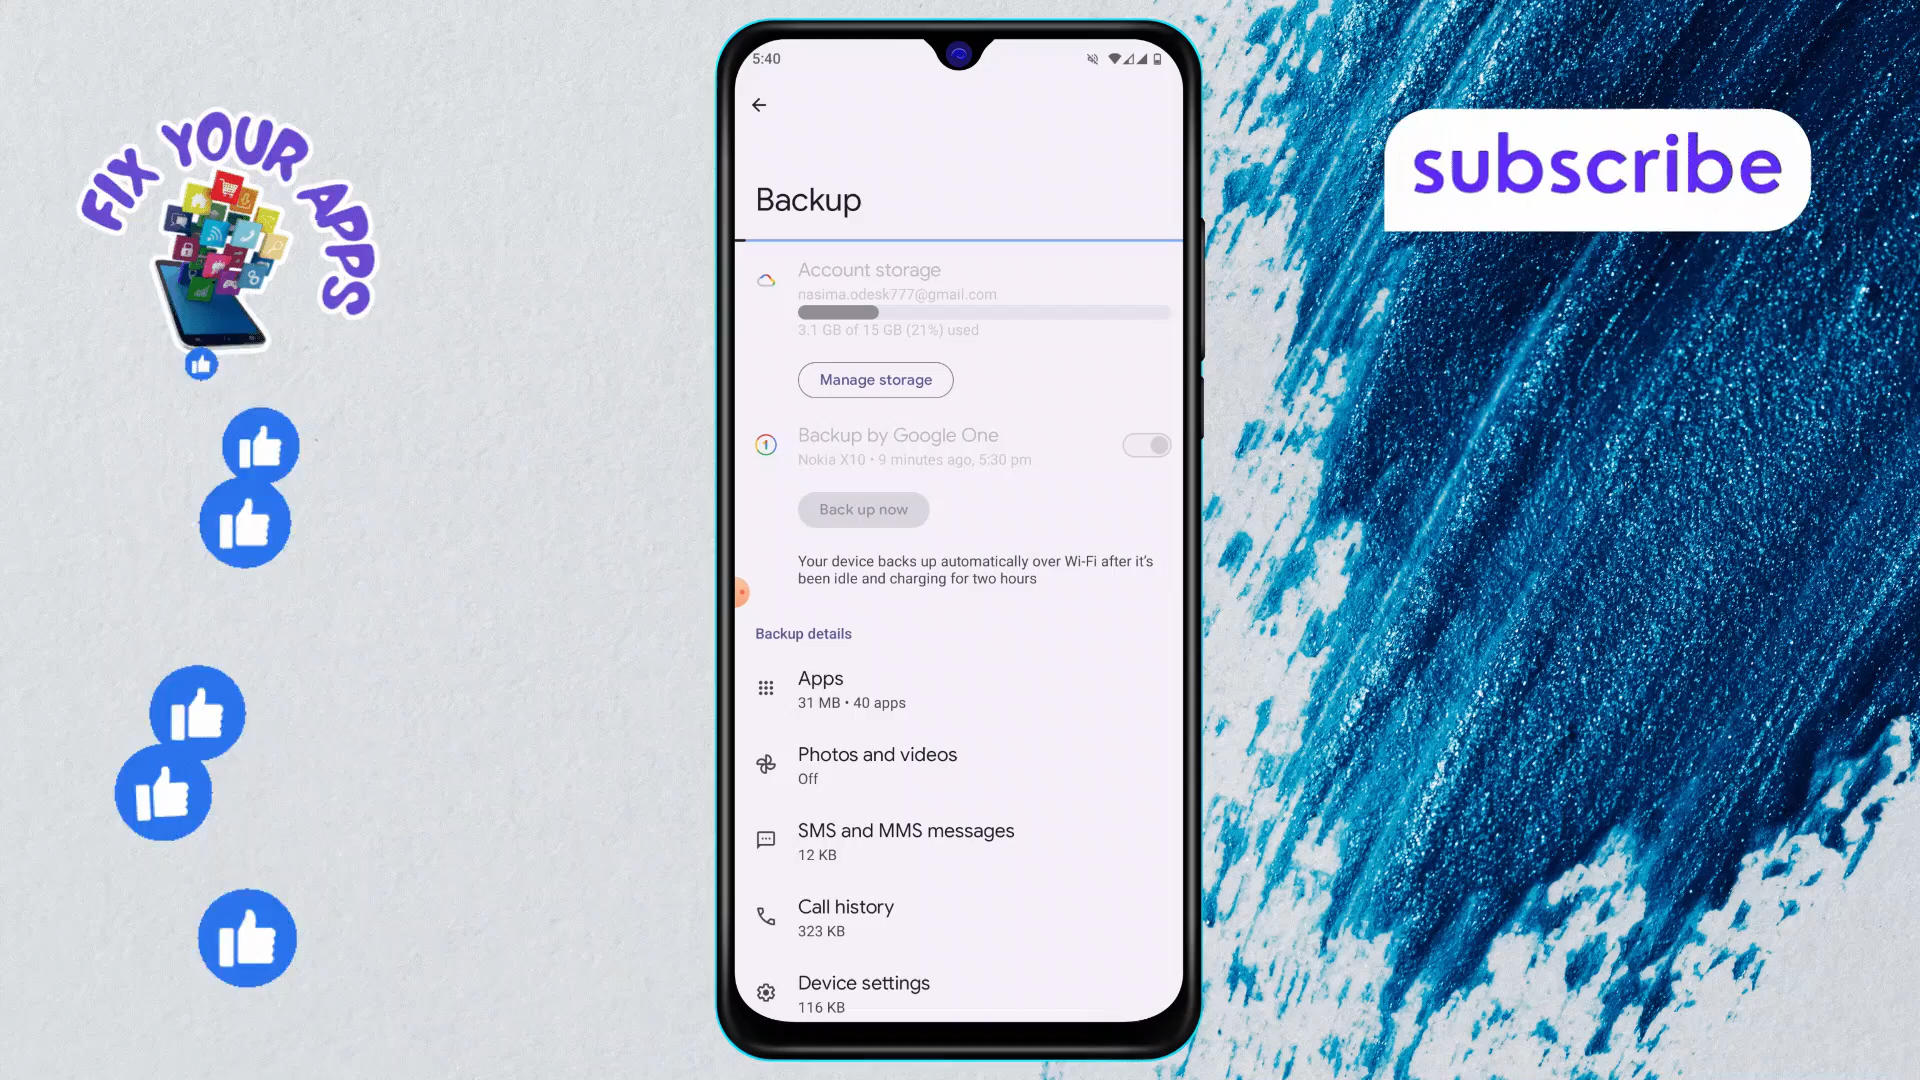 FIX YOUR APPS
subscribe
5:40
Backup
Account storage
nasima.odesk777@gmail.com
3.1 GB of 15 GB (21%) used
Manage storage
Backup by Google One
Nokia X10 • 9 minutes ago, 5:30 pm
Back up now
Your device backs up automatically over Wi-Fi after it's
been idle and charging for two hours
Backup details
Apps
31 MB • 40 apps
Photos and videos
Off
SMS and MMS messages
12 KB
Call history
323 KB
Device settings
116 KB